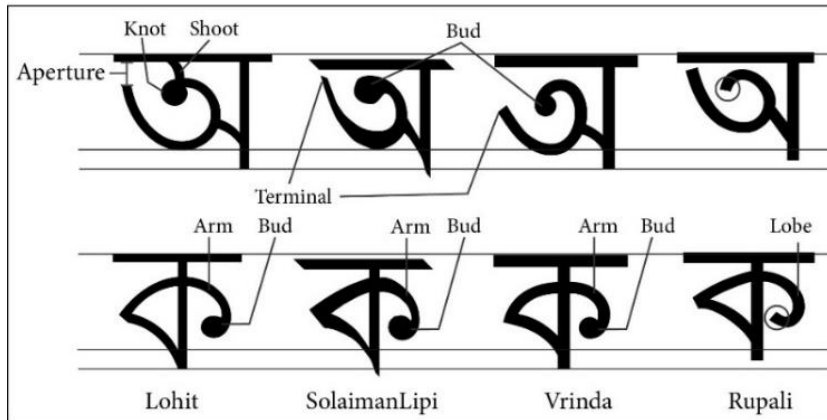 Knot Shoot Bud
Aperture
অ অ অ অ
Terminal
Arm Bud Arm Bud Arm Bud Lobe
ক ক ক ক
Lohit SolaimanLipi Vrinda Rupali